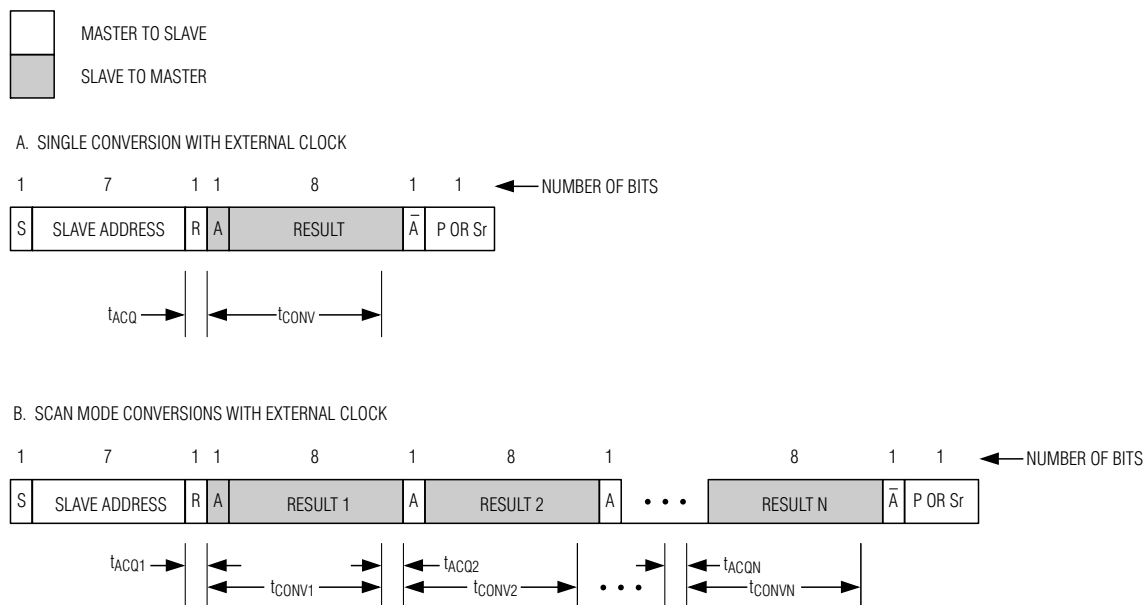 MASTER TO SLAVE
SLAVE TO MASTER
A. SINGLE CONVERSION WITH EXTERNAL CLOCK
1 7 1 1 8 1 1 NUMBER OF BITS
S SLAVE ADDRESS R A RESULT A̅ P OR Sr
tACQ tCONV
B. SCAN MODE CONVERSIONS WITH EXTERNAL CLOCK
1 7 1 1 8 1 8 1 8 1 1 NUMBER OF BITS
S SLAVE ADDRESS R A RESULT 1 A RESULT 2 A • • • RESULT N A̅ P OR Sr
tACQ1 tACQ2 tACQN
tCONV1 tCONV2 • • • tCONVN